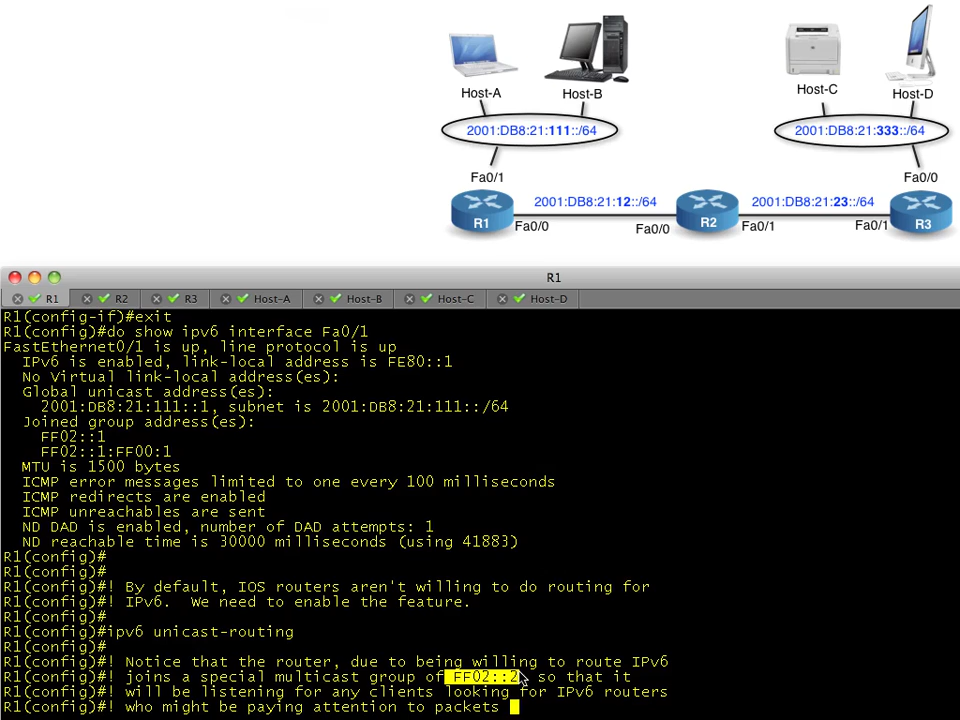 Host-A
Host-B
Host-C
Host-D
2001:DB8:21:111::/64
2001:DB8:21:333::/64
Fa0/1
Fa0/0
2001:DB8:21:12::/64
2001:DB8:21:23::/64
R1
Fa0/0
Fa0/0
R2
Fa0/1
Fa0/1
R3
R1
R1 R2 R3 Host-A Host-B Host-C Host-D
R1(config-if)#exit
R1(config)#do show ipv6 interface Fa0/1
FastEthernet0/1 is up, line protocol is up
IPv6 is enabled, link-local address is FE80::1
No Virtual link-local address(es):
Global unicast address(es):
2001:DB8:21:111::1, subnet is 2001:DB8:21:111::/64
Joined group address(es):
FF02::1
FF02::1:FF00:1
MTU is 1500 bytes
ICMP error messages limited to one every 100 milliseconds
ICMP redirects are enabled
ICMP unreachables are sent
ND DAD is enabled, number of DAD attempts: 1
ND reachable time is 30000 milliseconds (using 41883)
R1(config)#
R1(config)#
R1(config)#! By default, IOS routers aren't willing to do routing for
R1(config)#! IPv6.  We need to enable the feature.
R1(config)#
R1(config)#ipv6 unicast-routing
R1(config)#
R1(config)#! Notice that the router, due to being willing to route IPv6
R1(config)#! joins a special multicast group of FF02::2, so that it
R1(config)#! will be listening for any clients looking for IPv6 routers
R1(config)#! who might be paying attention to packets